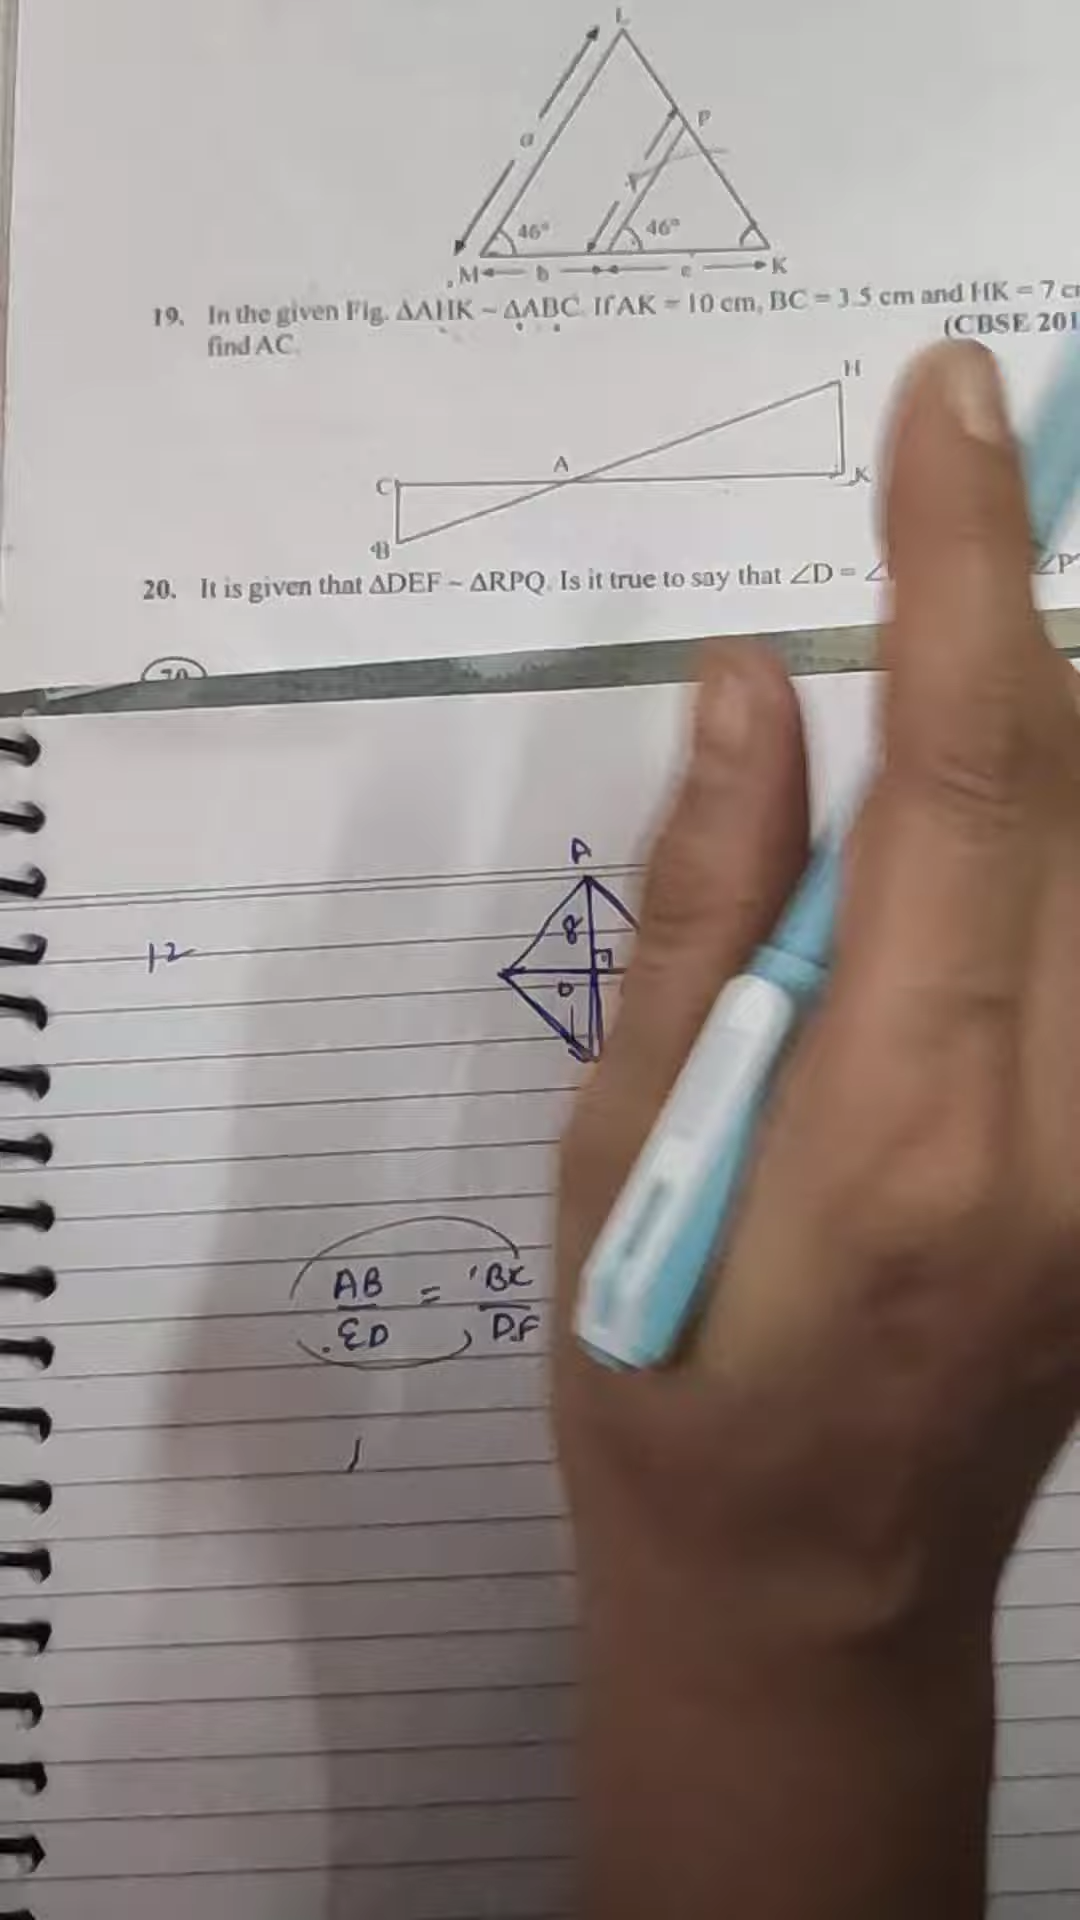 L
P
a
46°
46°
M b c K
19. In the given Fig. ΔAHK ~ ΔABC. If AK = 10 cm, BC = 3.5 cm and HK = 7 cm
find AC. (CBSE 201
H
A
C K
B
20. It is given that ΔDEF ~ ΔRPQ. Is it true to say that ∠D = ∠ ∠P
70
A
12
8
AB = BC
ED DF